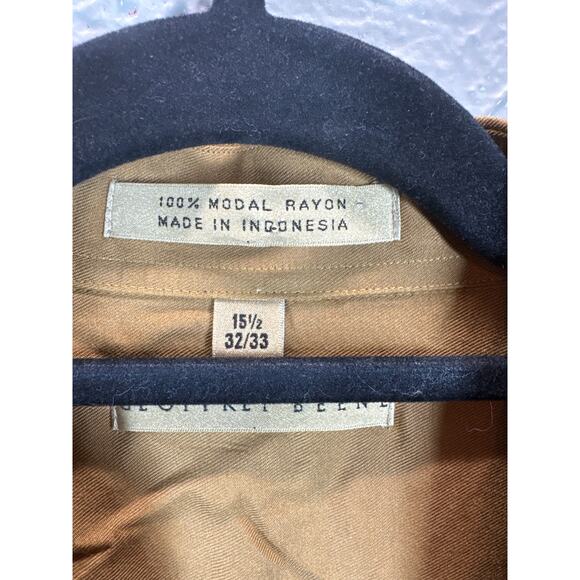 100% MODAL RAYON
MADE IN INDONESIA
15½
32/33
GEOFFREY BEENE